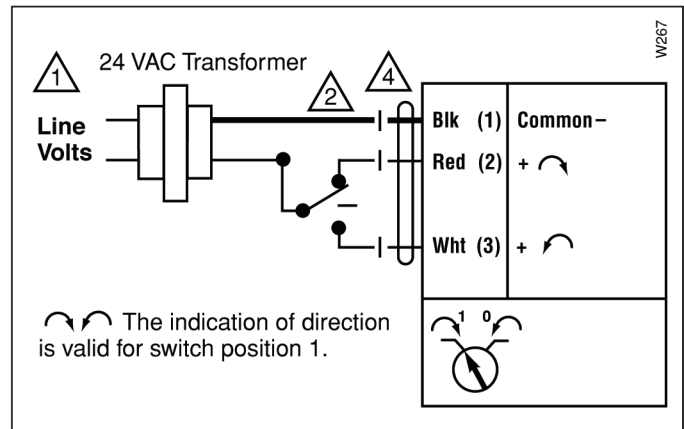 W267
24 VAC Transformer
1
2
4
Line
Volts
Blk (1) Common –
Red (2) +
Wht (3) +
The indication of direction
is valid for switch position 1.
1 0